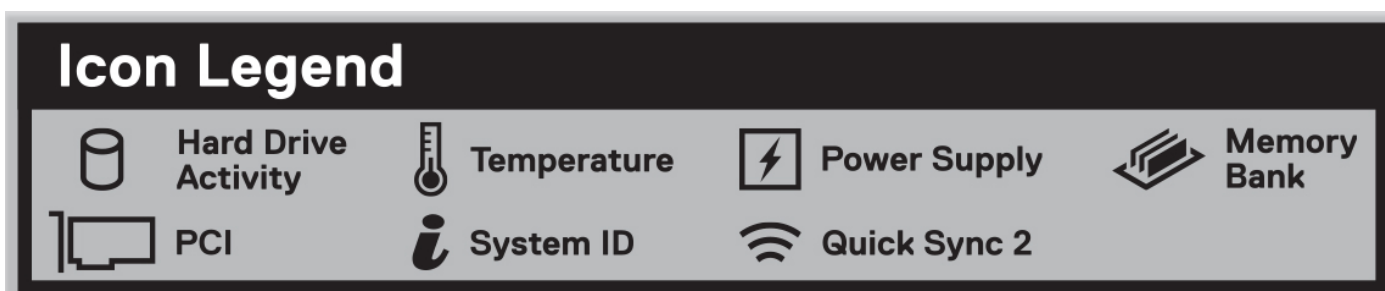 Icon Legend
Hard Drive
Activity
Temperature
Power Supply
Memory
Bank
PCI
System ID
Quick Sync 2